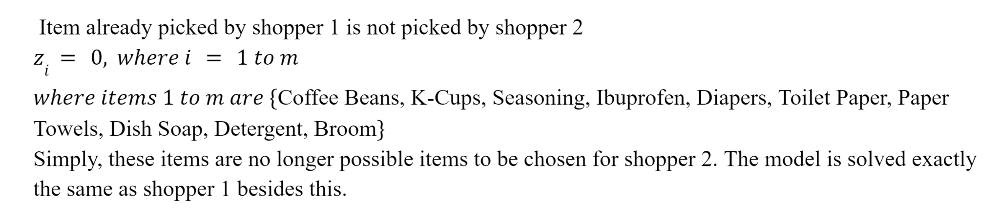 Item already picked by shopper 1 is not picked by shopper 2
z_i = 0, where i = 1 to m
where items 1 to m are {Coffee Beans, K-Cups, Seasoning, Ibuprofen, Diapers, Toilet Paper, Paper
Towels, Dish Soap, Detergent, Broom}
Simply, these items are no longer possible items to be chosen for shopper 2. The model is solved exactly
the same as shopper 1 besides this.